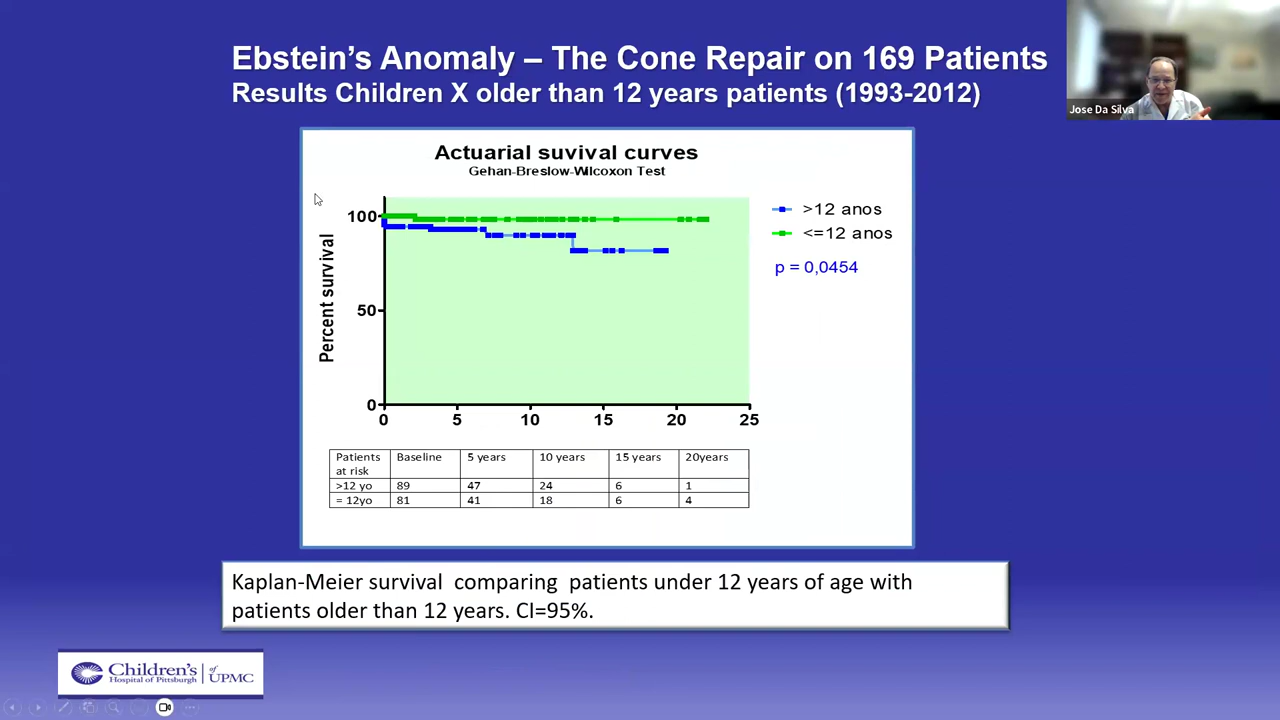 Ebstein's Anomaly – The Cone Repair on 169 Patients
Results Children X older than 12 years patients (1993-2012)
Jose Da Silva
Actuarial suvival curves
Gehan-Breslow-Wilcoxon Test
Percent survival
100
50
0
0 5 10 15 20 25
>12 anos
<=12 anos
p = 0,0454
Patients at risk Baseline 5 years 10 years 15 years 20years
>12 yo 89 47 24 6 1
= 12yo 81 41 18 6 4
Kaplan-Meier survival comparing patients under 12 years of age with
patients older than 12 years. CI=95%.
Children's of UPMC
Hospital of Pittsburgh